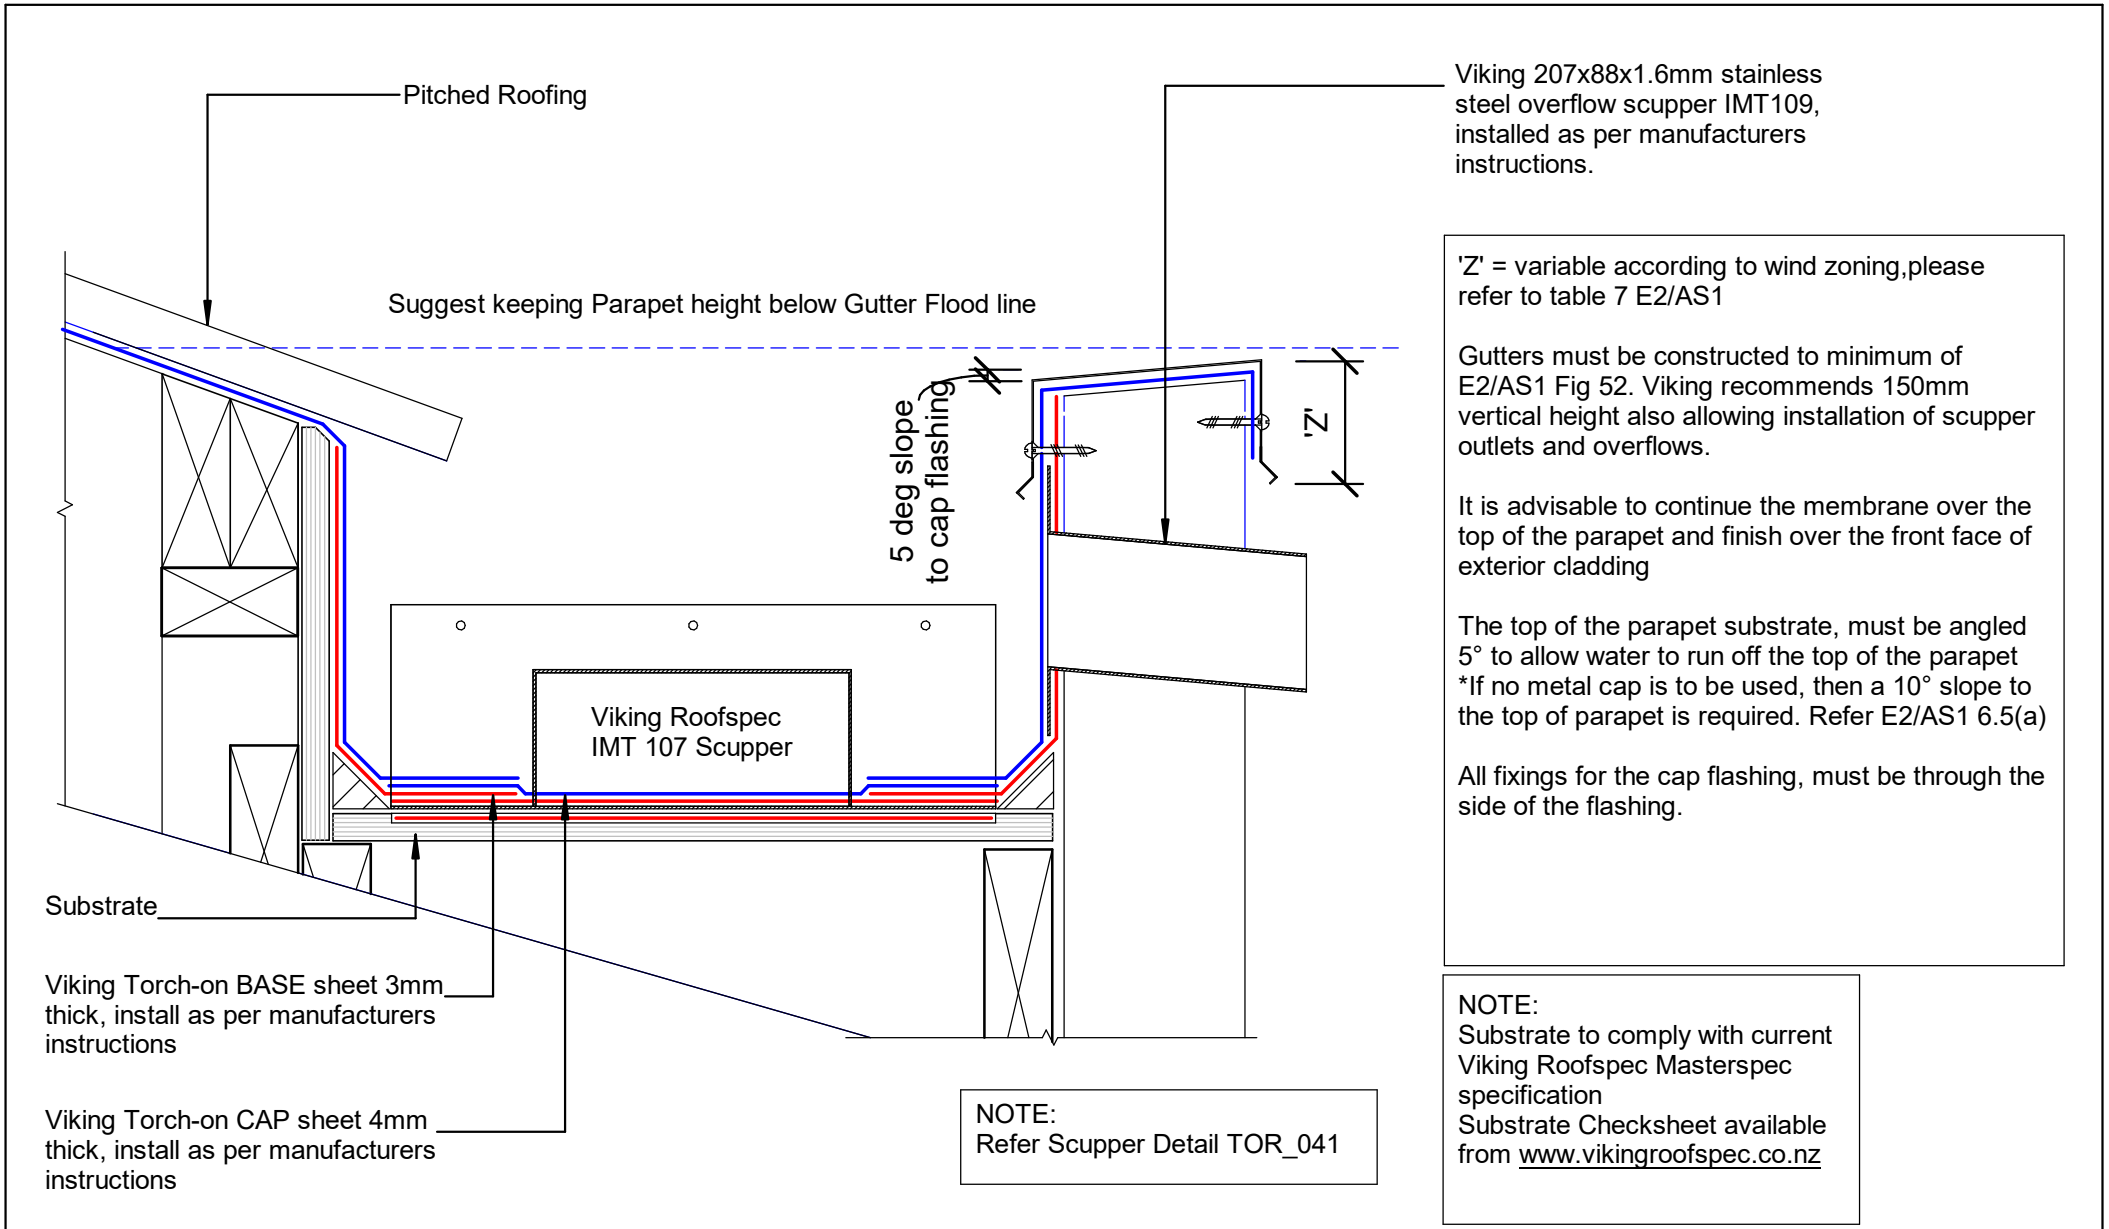 Pitched Roofing
Viking 207x88x1.6mm stainless
steel overflow scupper IMT109,
installed as per manufacturers
instructions.
Suggest keeping Parapet height below Gutter Flood line
'Z' = variable according to wind zoning,please
refer to table 7 E2/AS1
Gutters must be constructed to minimum of
E2/AS1 Fig 52. Viking recommends 150mm
vertical height also allowing installation of scupper
outlets and overflows.
It is advisable to continue the membrane over the
top of the parapet and finish over the front face of
exterior cladding
The top of the parapet substrate, must be angled
5° to allow water to run off the top of the parapet
*If no metal cap is to be used, then a 10° slope to
the top of parapet is required. Refer E2/AS1 6.5(a)
All fixings for the cap flashing, must be through the
side of the flashing.
5 deg slope
to cap flashing
'Z'
Viking Roofspec
IMT 107 Scupper
Substrate
Viking Torch-on BASE sheet 3mm
thick, install as per manufacturers
instructions
Viking Torch-on CAP sheet 4mm
thick, install as per manufacturers
instructions
NOTE:
Refer Scupper Detail TOR_041
NOTE:
Substrate to comply with current
Viking Roofspec Masterspec
specification
Substrate Checksheet available
from www.vikingroofspec.co.nz